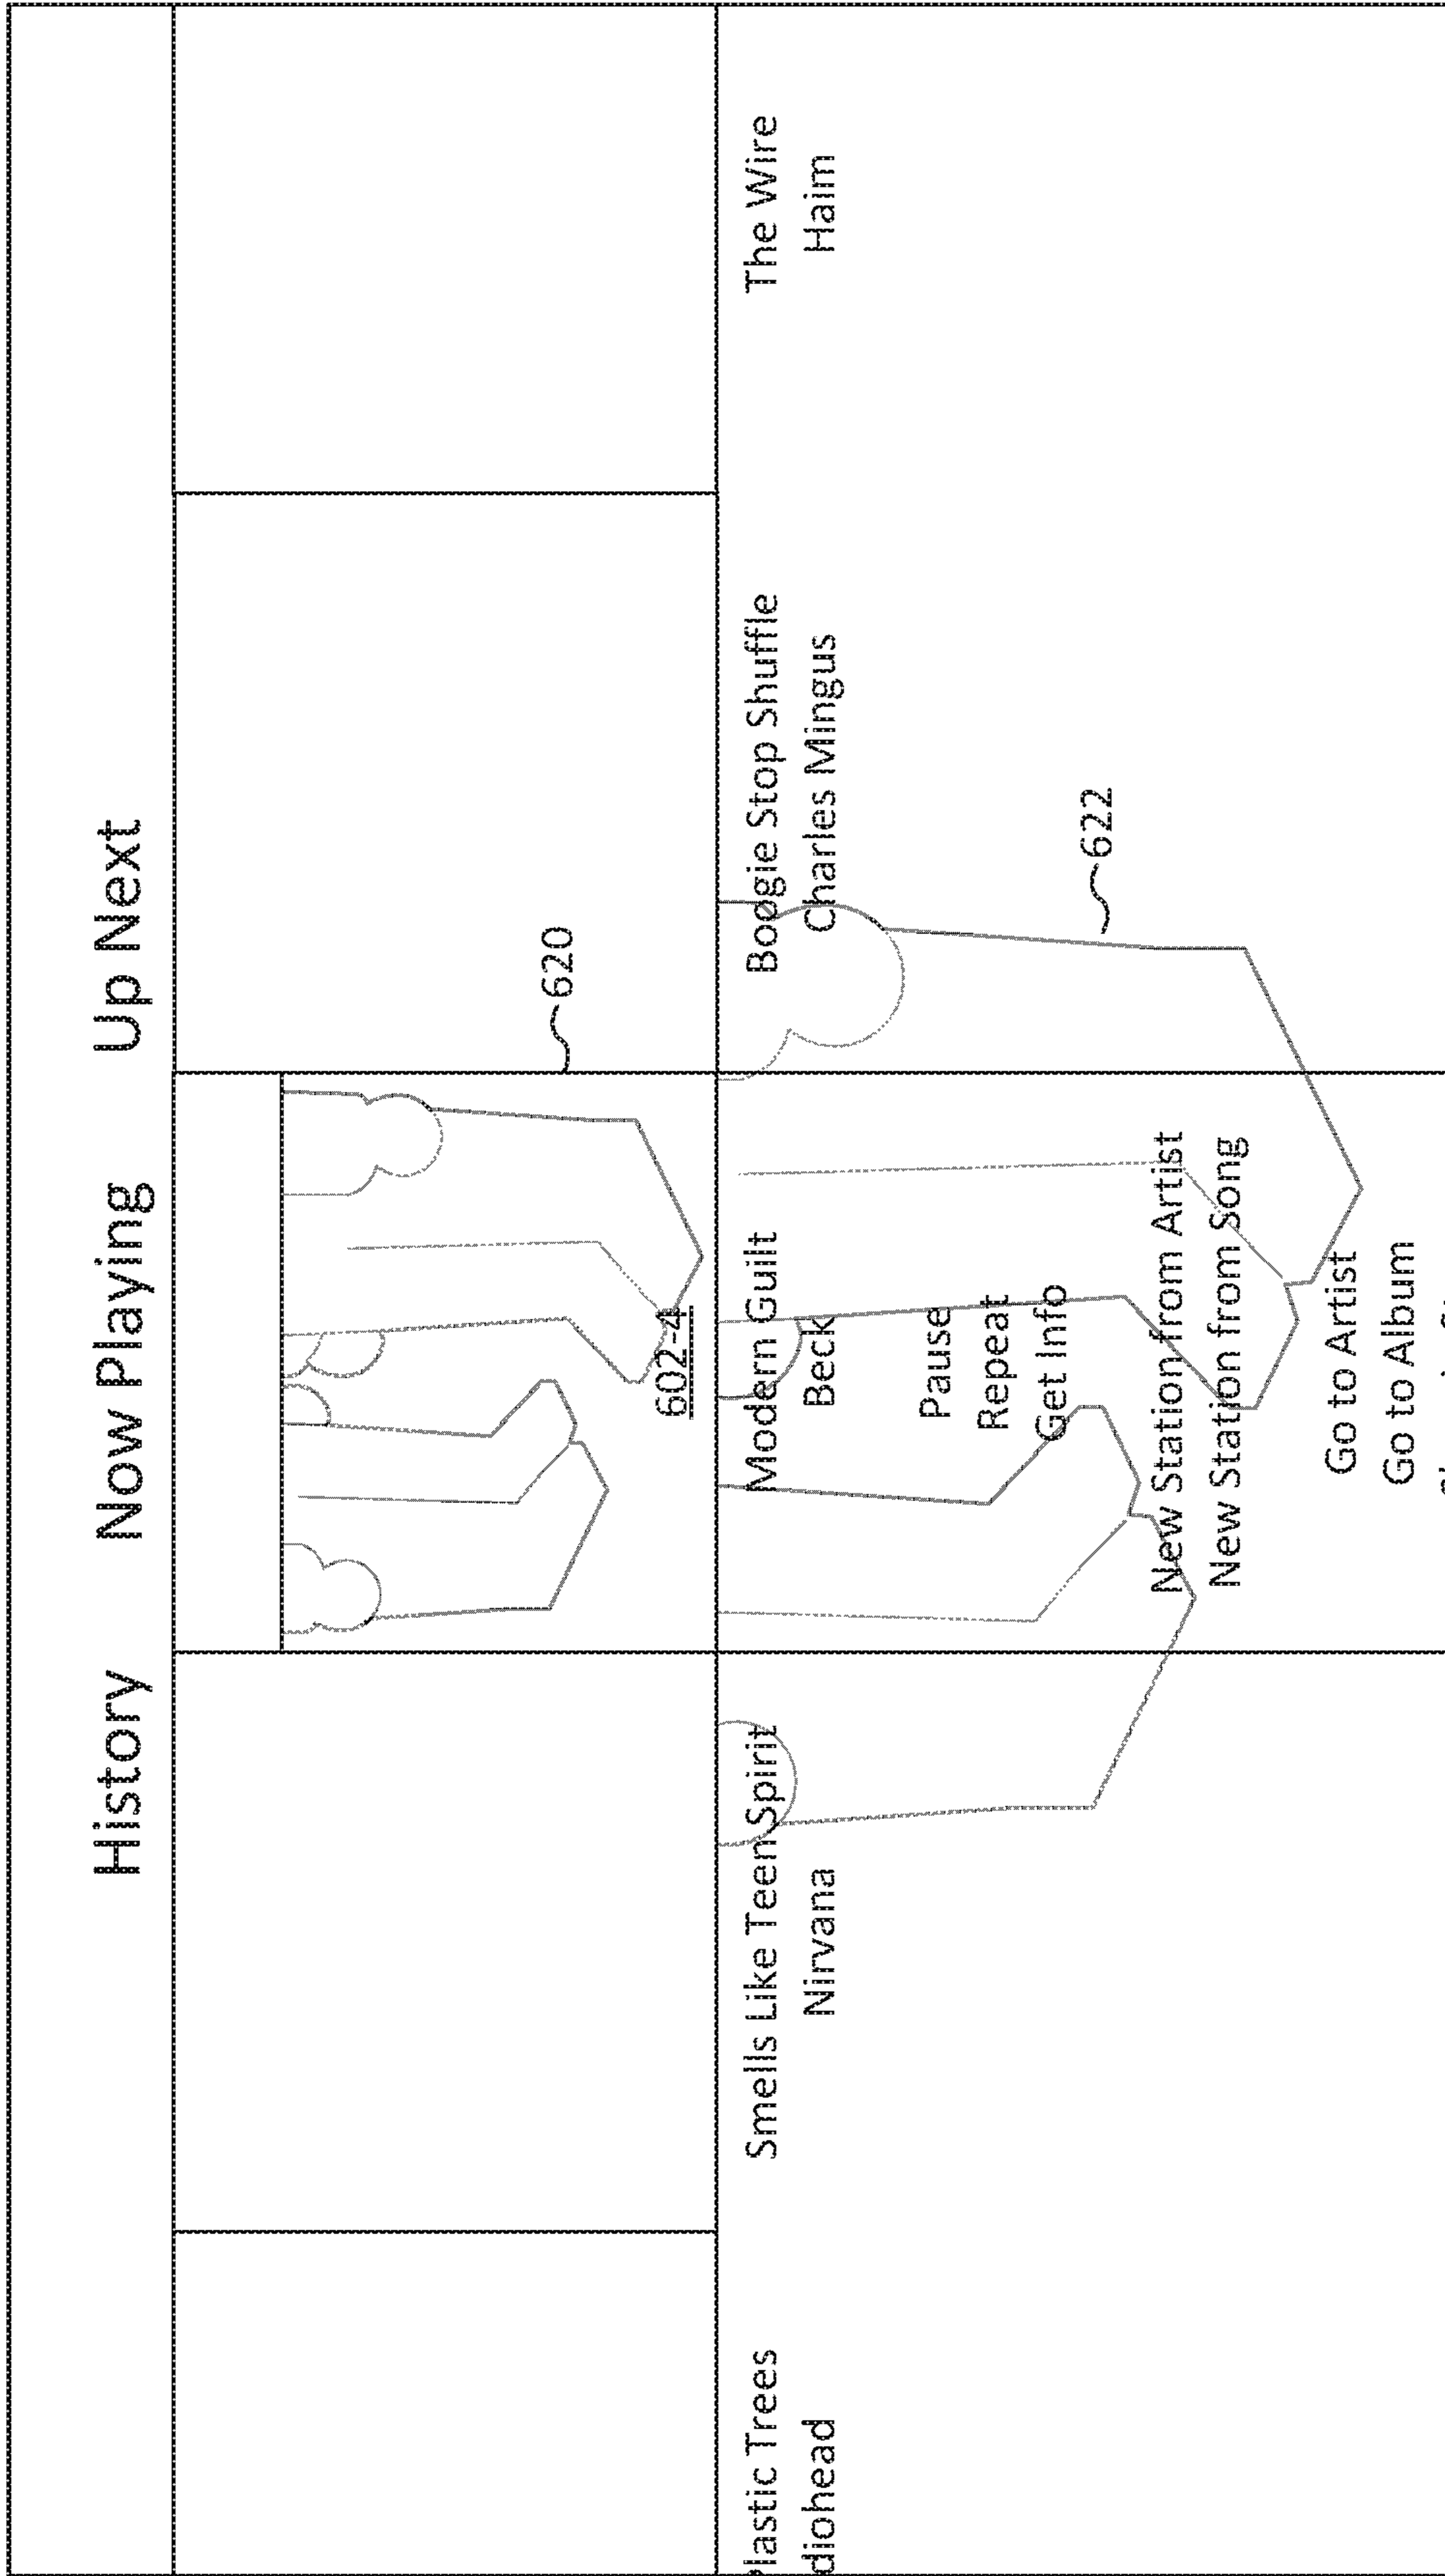 History Now Playing Up Next
620
602-4
lastic Trees Smells Like Teen Spirit Modern Guilt Boogie Stop Shuffle The Wire
diohead Nirvana Beck Charles Mingus Haim
Pause
Repeat
Get Info
622
New Station from Artist
New Station from Song
Go to Artist
Go to Album